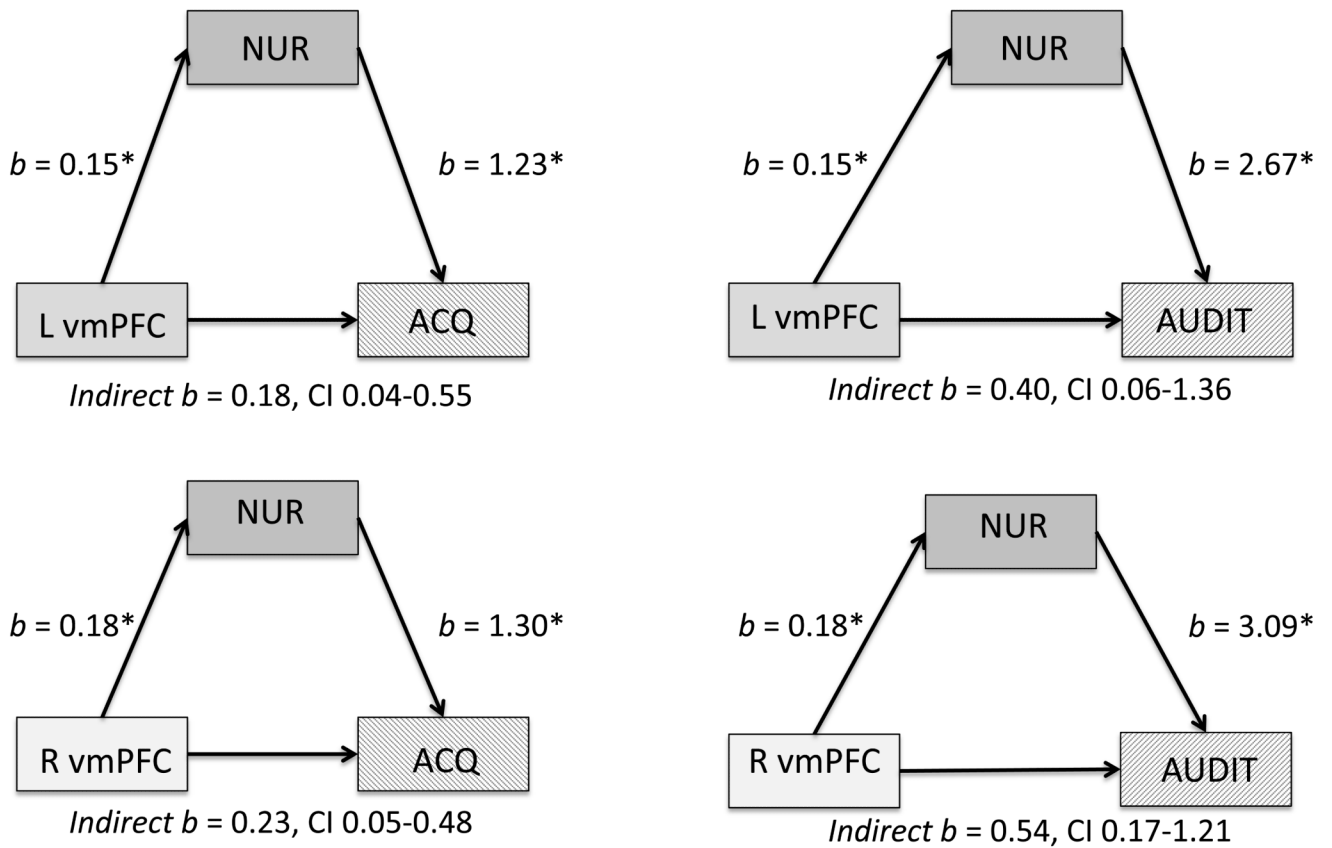 NUR
b = 0.15*
b = 1.23*
L vmPFC
ACQ
Indirect b = 0.18, CI 0.04-0.55
NUR
b = 0.15*
b = 2.67*
L vmPFC
AUDIT
Indirect b = 0.40, CI 0.06-1.36
NUR
b = 0.18*
b = 1.30*
R vmPFC
ACQ
Indirect b = 0.23, CI 0.05-0.48
NUR
b = 0.18*
b = 3.09*
R vmPFC
AUDIT
Indirect b = 0.54, CI 0.17-1.21